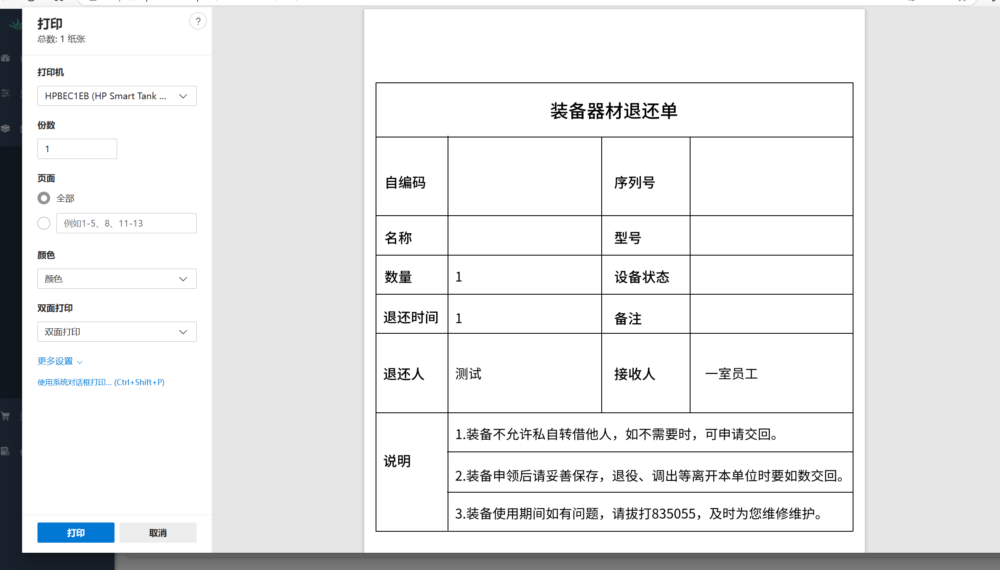 打印
?
总数: 1 纸张
打印机
HPBEC1EB (HP Smart Tank ...
份数
1
页面
全部
例如1-5、8、11-13
颜色
颜色
双面打印
双面打印
更多设置
使用系统对话框打印... (Ctrl+Shift+P)
打印
取消
装备器材退还单
自编码
序列号
名称
型号
数量
1
设备状态
退还时间
1
备注
退还人
测试
接收人
一室员工
说明
1.装备不允许私自转借他人，如不需要时，可申请交回。
2.装备申领后请妥善保存，退役、调出等离开本单位时要如数交回。
3.装备使用期间如有问题，请拔打835055，及时为您维修维护。